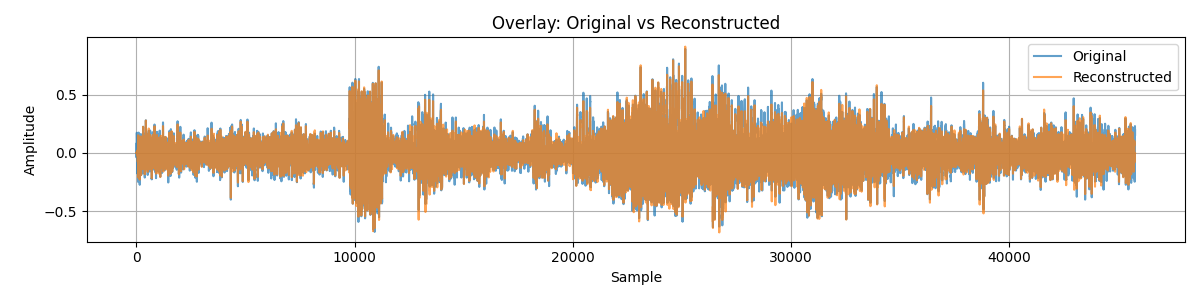 Overlay: Original vs Reconstructed
Original
Reconstructed
Amplitude
0.5
0.0
−0.5
0
10000
20000
30000
40000
Sample